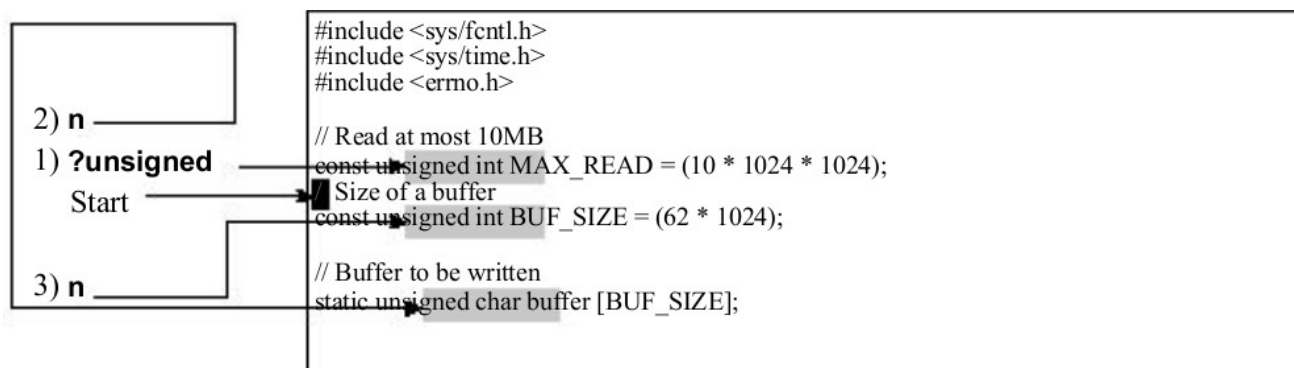 #include <sys/fcntl.h>
#include <sys/time.h>
#include <errno.h>
2) n
// Read at most 10MB
1) ?unsigned
const unsigned int MAX_READ = (10 * 1024 * 1024);
Start
// Size of a buffer
const unsigned int BUF_SIZE = (62 * 1024);
3) n
// Buffer to be written
static unsigned char buffer [BUF_SIZE];